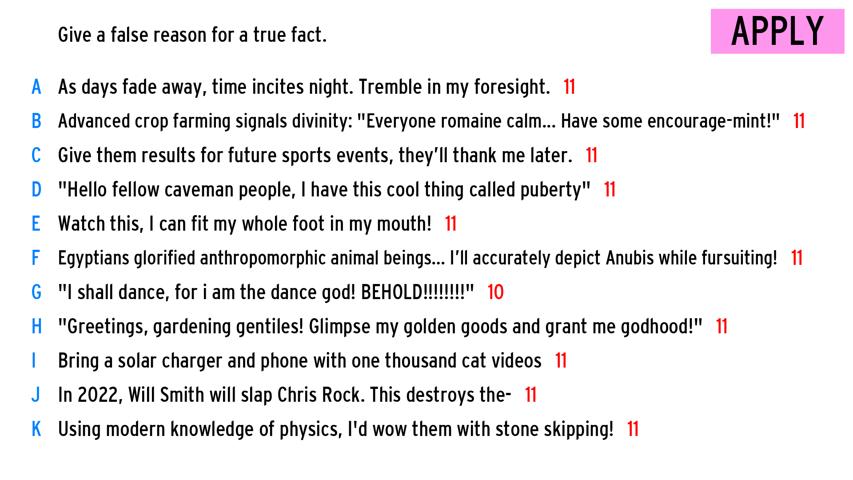 Give a false reason for a true fact.
APPLY
A As days fade away, time incites night. Tremble in my foresight. 11
B Advanced crop farming signals divinity: "Everyone romaine calm... Have some encourage-mint!" 11
C Give them results for future sports events, they'll thank me later. 11
D "Hello fellow caveman people, I have this cool thing called puberty" 11
E Watch this, I can fit my whole foot in my mouth! 11
F Egyptians glorified anthropomorphic animal beings... I'll accurately depict Anubis while fursuiting! 11
G "I shall dance, for i am the dance god! BEHOLD!!!!!!!!" 10
H "Greetings, gardening gentiles! Glimpse my golden goods and grant me godhood!" 11
I Bring a solar charger and phone with one thousand cat videos 11
J In 2022, Will Smith will slap Chris Rock. This destroys the- 11
K Using modern knowledge of physics, I'd wow them with stone skipping! 11